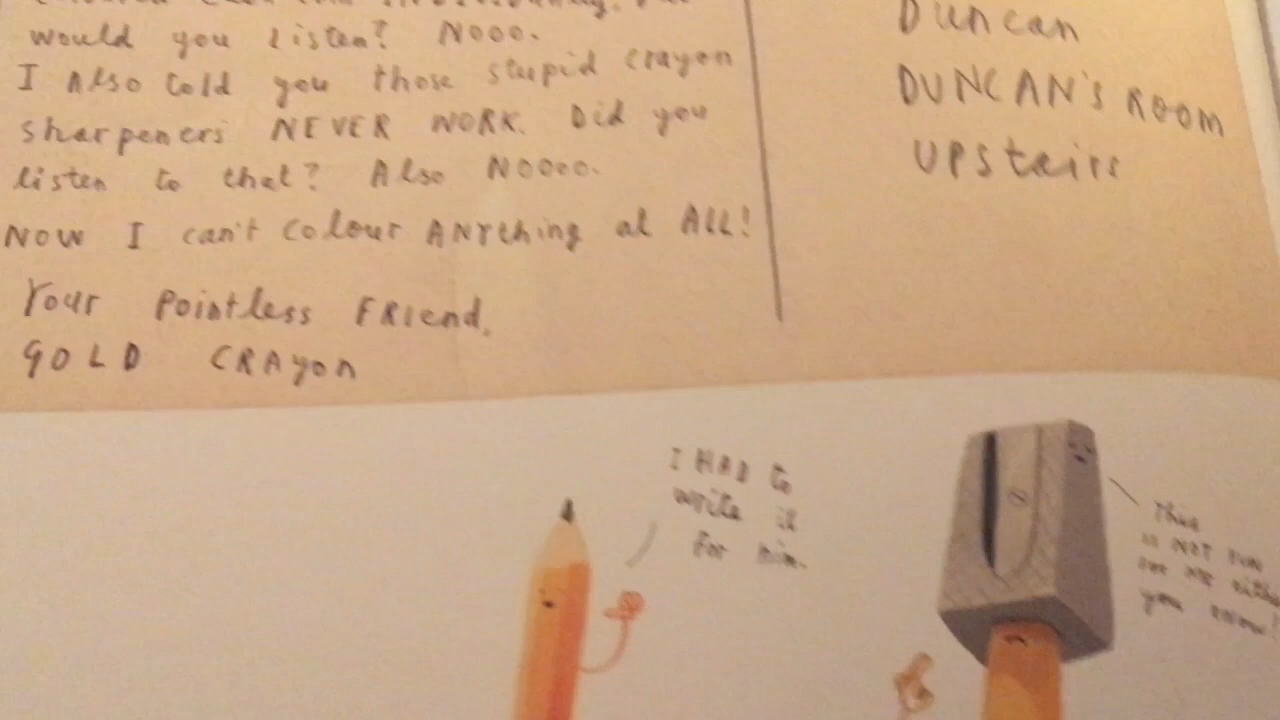 would you listen? Nooo.
I Also told you those stupid crayon
sharpeners NEVER WORK. Did you
listen to that? Also Noooo.
NOW I can't colour ANYthing at ALL!
Your pointless FRIend,
GOLD CRAYon
Duncan
DUNCAN's ROOM
UPStairs
I HAD to
write it
For him.
This
is NOT FUN
for ME either
you know!